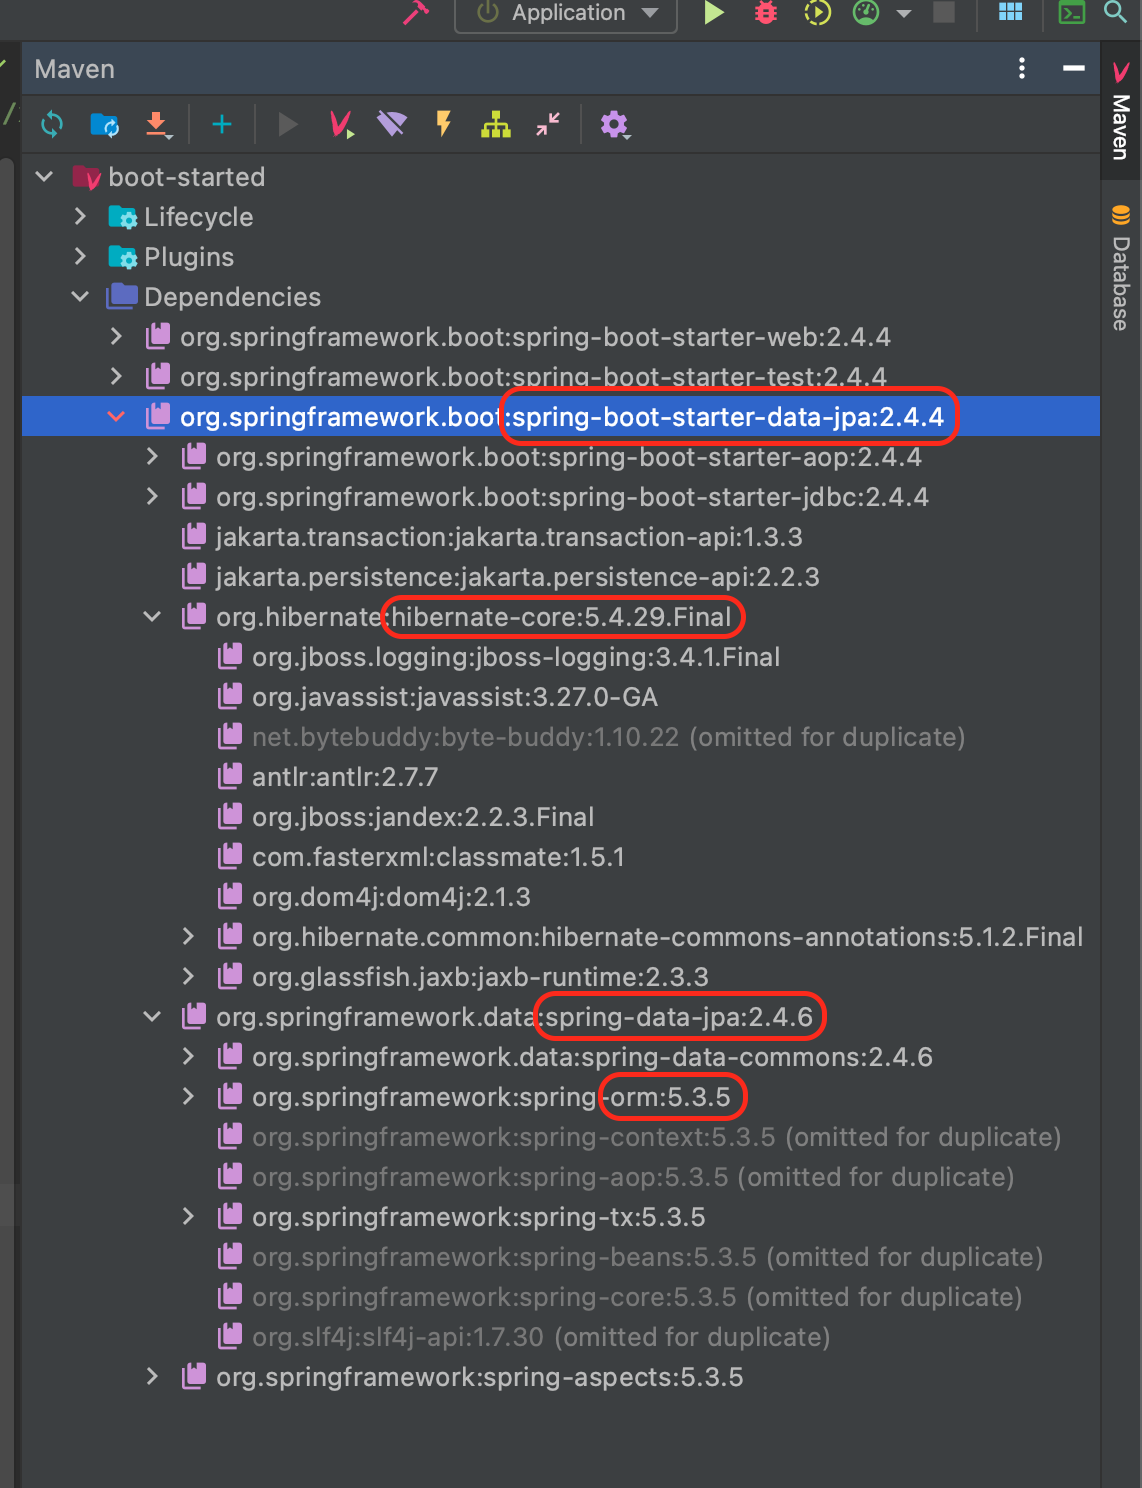 Application
Maven
boot-started
Lifecycle
Plugins
Dependencies
org.springframework.boot:spring-boot-starter-web:2.4.4
org.springframework.boot:spring-boot-starter-test:2.4.4
org.springframework.boot:spring-boot-starter-data-jpa:2.4.4
org.springframework.boot:spring-boot-starter-aop:2.4.4
org.springframework.boot:spring-boot-starter-jdbc:2.4.4
jakarta.transaction:jakarta.transaction-api:1.3.3
jakarta.persistence:jakarta.persistence-api:2.2.3
org.hibernate:hibernate-core:5.4.29.Final
org.jboss.logging:jboss-logging:3.4.1.Final
org.javassist:javassist:3.27.0-GA
net.bytebuddy:byte-buddy:1.10.22 (omitted for duplicate)
antlr:antlr:2.7.7
org.jboss:jandex:2.2.3.Final
com.fasterxml:classmate:1.5.1
org.dom4j:dom4j:2.1.3
org.hibernate.common:hibernate-commons-annotations:5.1.2.Final
org.glassfish.jaxb:jaxb-runtime:2.3.3
org.springframework.data:spring-data-jpa:2.4.6
org.springframework.data:spring-data-commons:2.4.6
org.springframework:spring-orm:5.3.5
org.springframework:spring-context:5.3.5 (omitted for duplicate)
org.springframework:spring-aop:5.3.5 (omitted for duplicate)
org.springframework:spring-tx:5.3.5
org.springframework:spring-beans:5.3.5 (omitted for duplicate)
org.springframework:spring-core:5.3.5 (omitted for duplicate)
org.slf4j:slf4j-api:1.7.30 (omitted for duplicate)
org.springframework:spring-aspects:5.3.5
Maven
Database